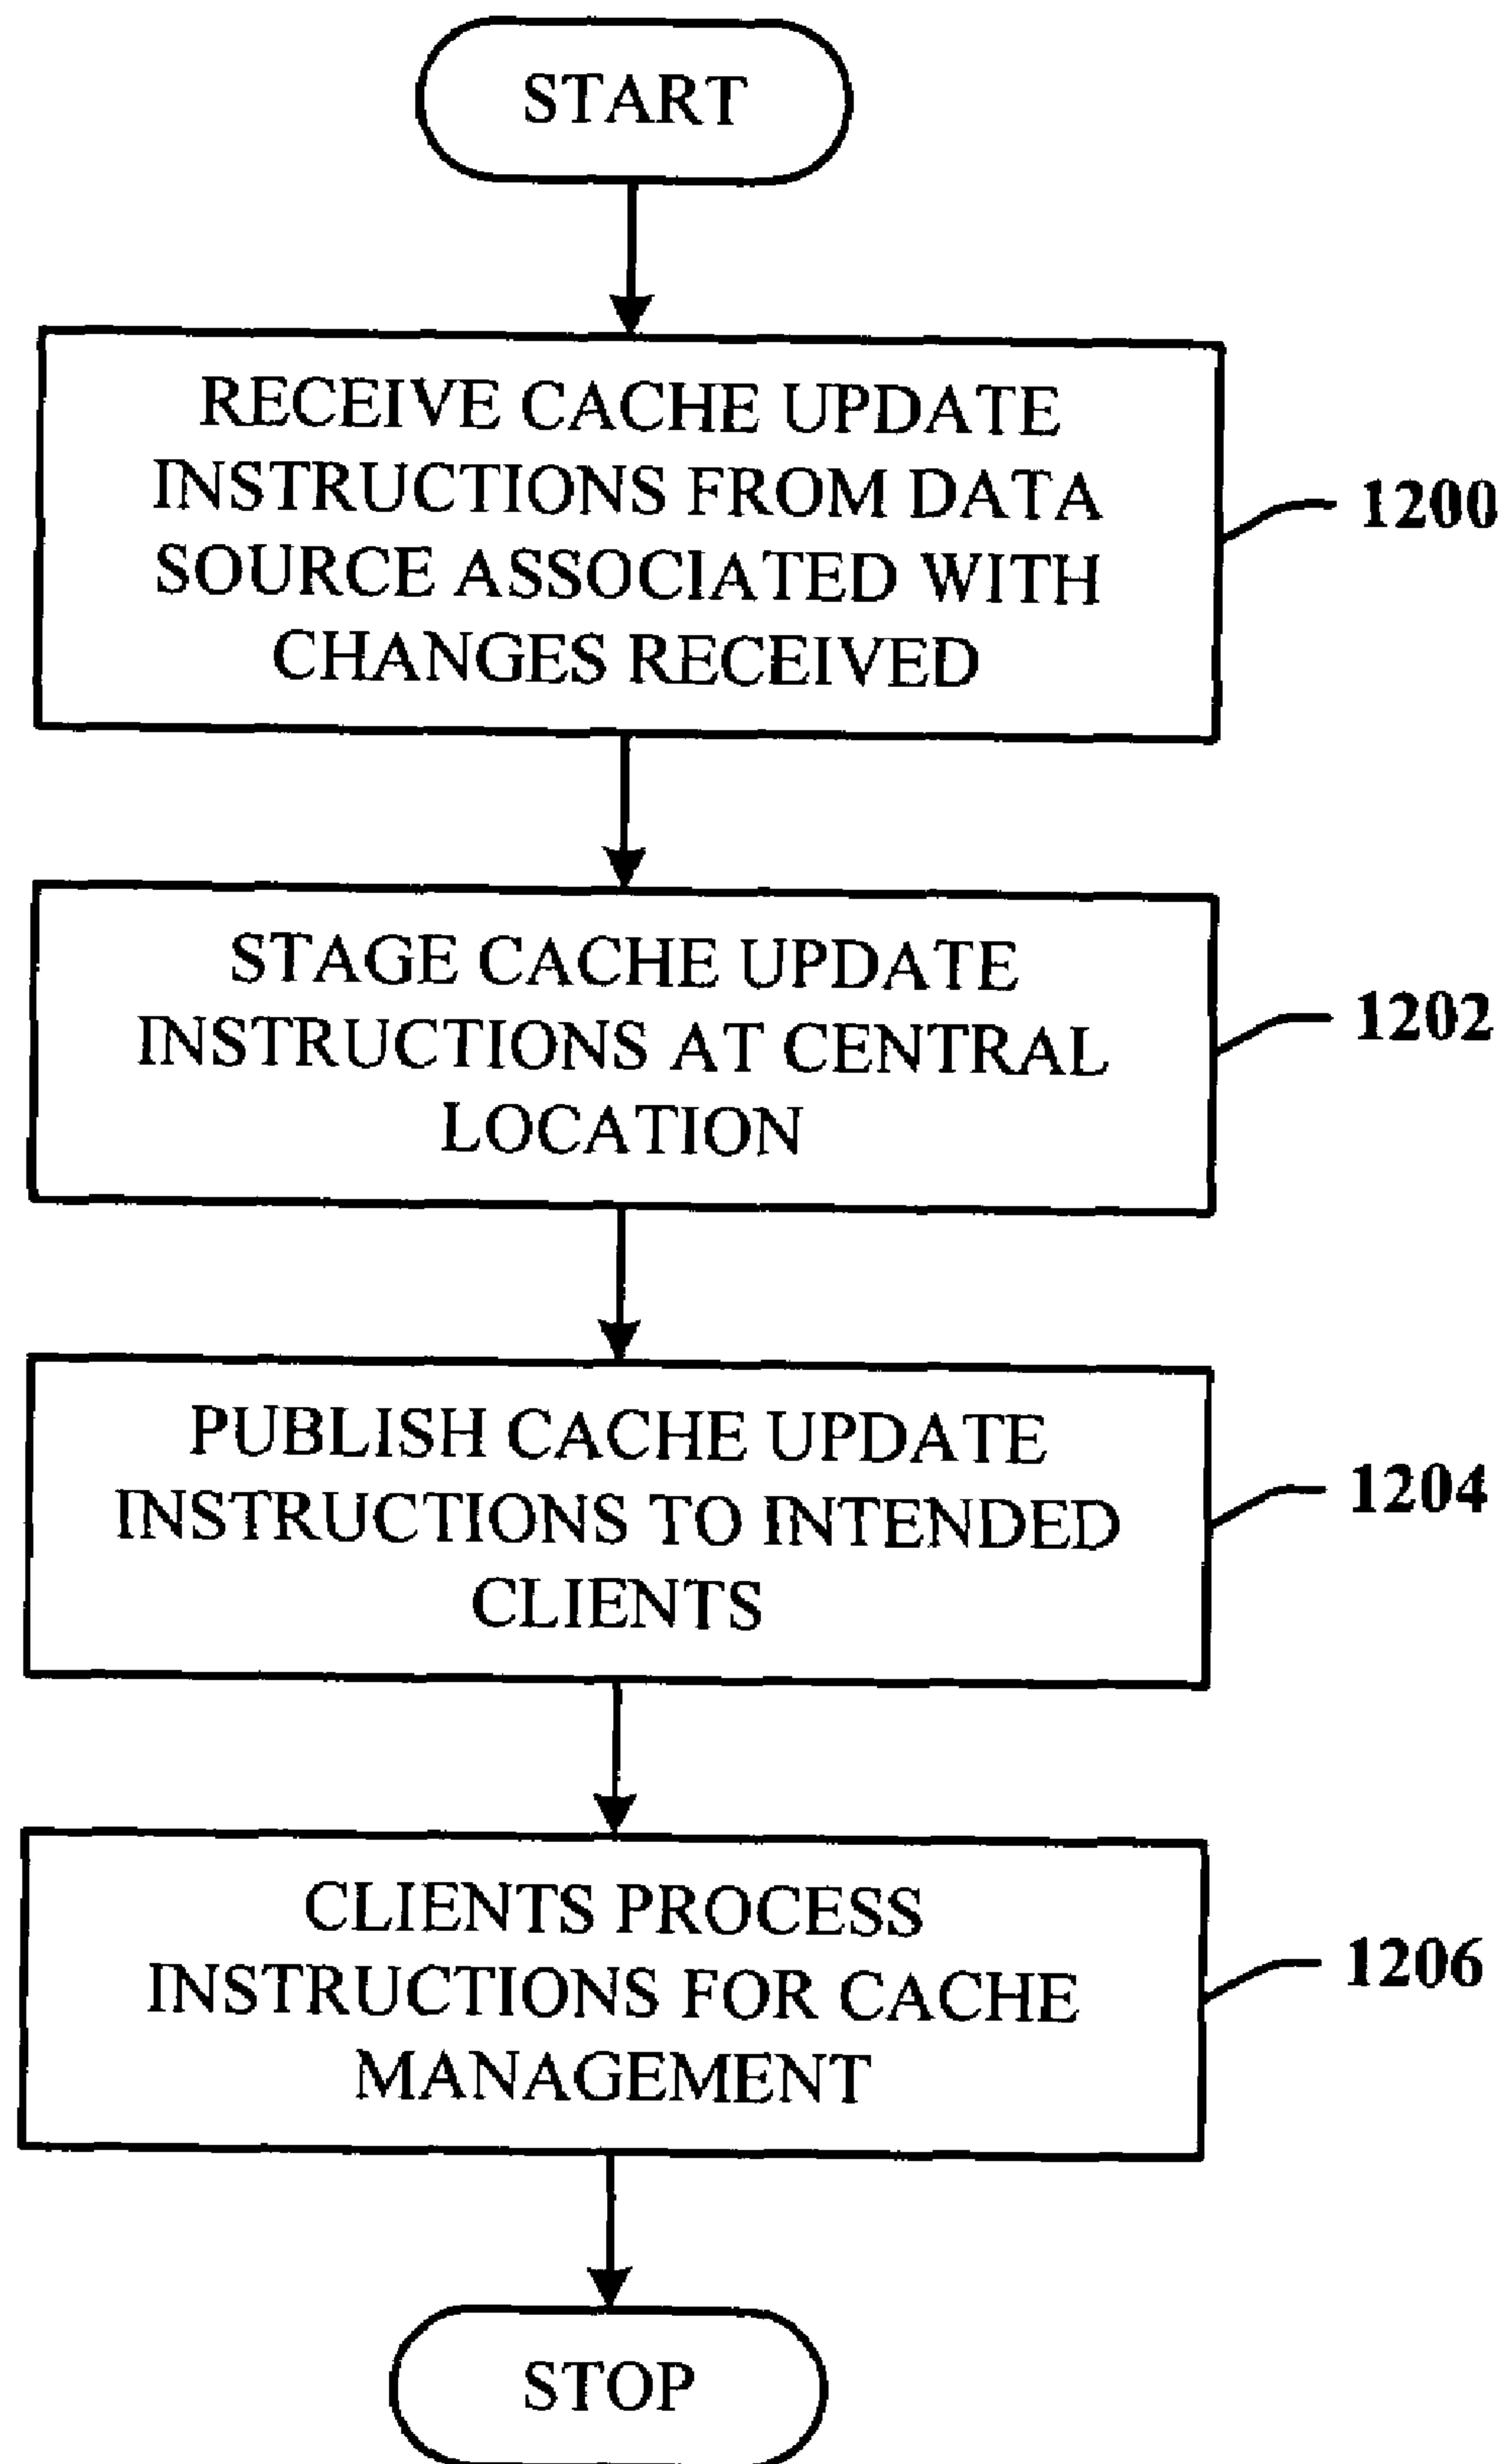 START
RECEIVE CACHE UPDATE
INSTRUCTIONS FROM DATA
SOURCE ASSOCIATED WITH
CHANGES RECEIVED
1200
STAGE CACHE UPDATE
INSTRUCTIONS AT CENTRAL
LOCATION
1202
PUBLISH CACHE UPDATE
INSTRUCTIONS TO INTENDED
CLIENTS
1204
CLIENTS PROCESS
INSTRUCTIONS FOR CACHE
MANAGEMENT
1206
STOP